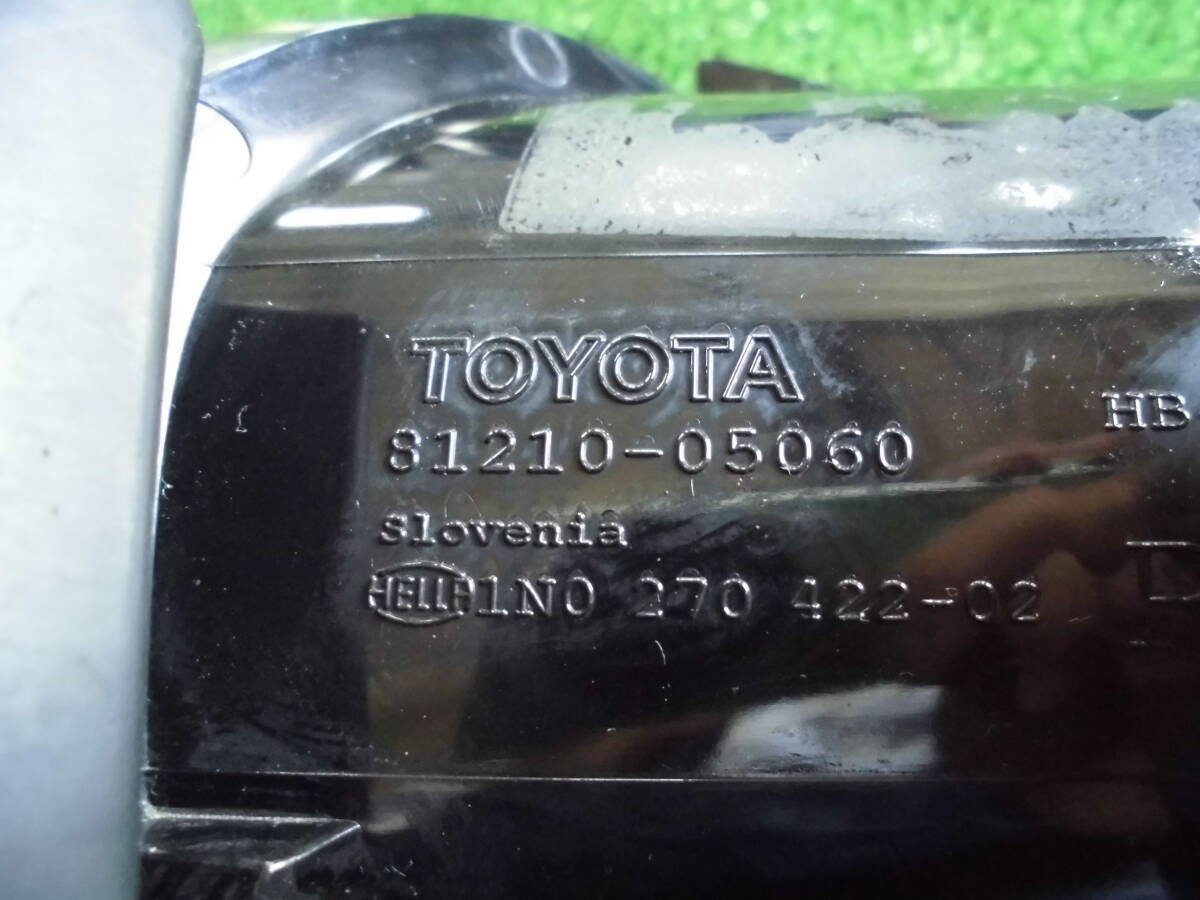 TOYOTA
81210-05060
HB
Slovenia
HELLA 1N0 270 422-02